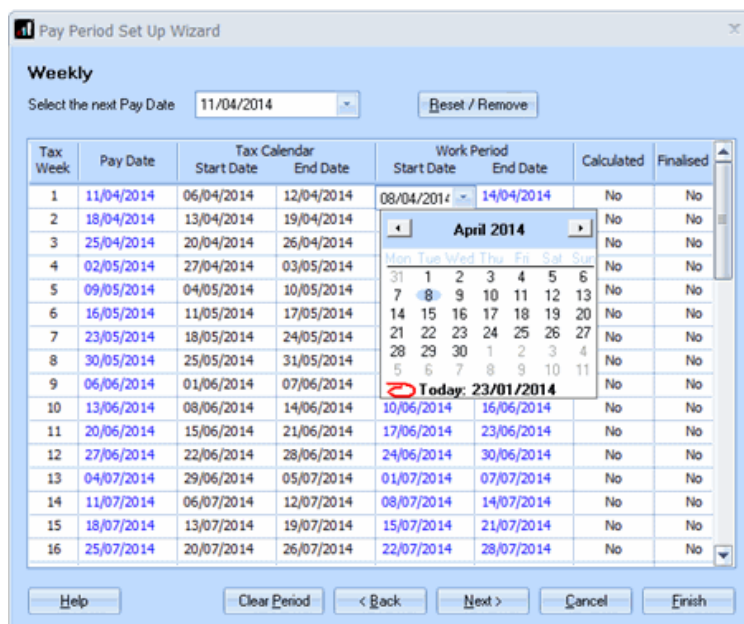 Pay Period Set Up Wizard
Weekly
Select the next Pay Date 11/04/2014 Reset / Remove
Tax Week Pay Date Tax Calendar Start Date End Date Work Period Start Date End Date Calculated Finalised
1 11/04/2014 06/04/2014 12/04/2014 08/04/2014 14/04/2014 No No
2 18/04/2014 13/04/2014 19/04/2014 No No
3 25/04/2014 20/04/2014 26/04/2014 No No
4 02/05/2014 27/04/2014 03/05/2014 No No
5 09/05/2014 04/05/2014 10/05/2014 No No
6 16/05/2014 11/05/2014 17/05/2014 No No
7 23/05/2014 18/05/2014 24/05/2014 No No
8 30/05/2014 25/05/2014 31/05/2014 No No
9 06/06/2014 01/06/2014 07/06/2014 No No
10 13/06/2014 08/06/2014 14/06/2014 10/06/2014 16/06/2014 No No
11 20/06/2014 15/06/2014 21/06/2014 17/06/2014 23/06/2014 No No
12 27/06/2014 22/06/2014 28/06/2014 24/06/2014 30/06/2014 No No
13 04/07/2014 29/06/2014 05/07/2014 01/07/2014 07/07/2014 No No
14 11/07/2014 06/07/2014 12/07/2014 08/07/2014 14/07/2014 No No
15 18/07/2014 13/07/2014 19/07/2014 15/07/2014 21/07/2014 No No
16 25/07/2014 20/07/2014 26/07/2014 22/07/2014 28/07/2014 No No
April 2014
Mon Tue Wed Thu Fri Sat Sun
31 1 2 3 4 5 6
7 8 9 10 11 12 13
14 15 16 17 18 19 20
21 22 23 24 25 26 27
28 29 30 1 2 3 4
5 6 7 8 9 10 11
Today: 23/01/2014
Help Clear Period < Back Next > Cancel Finish